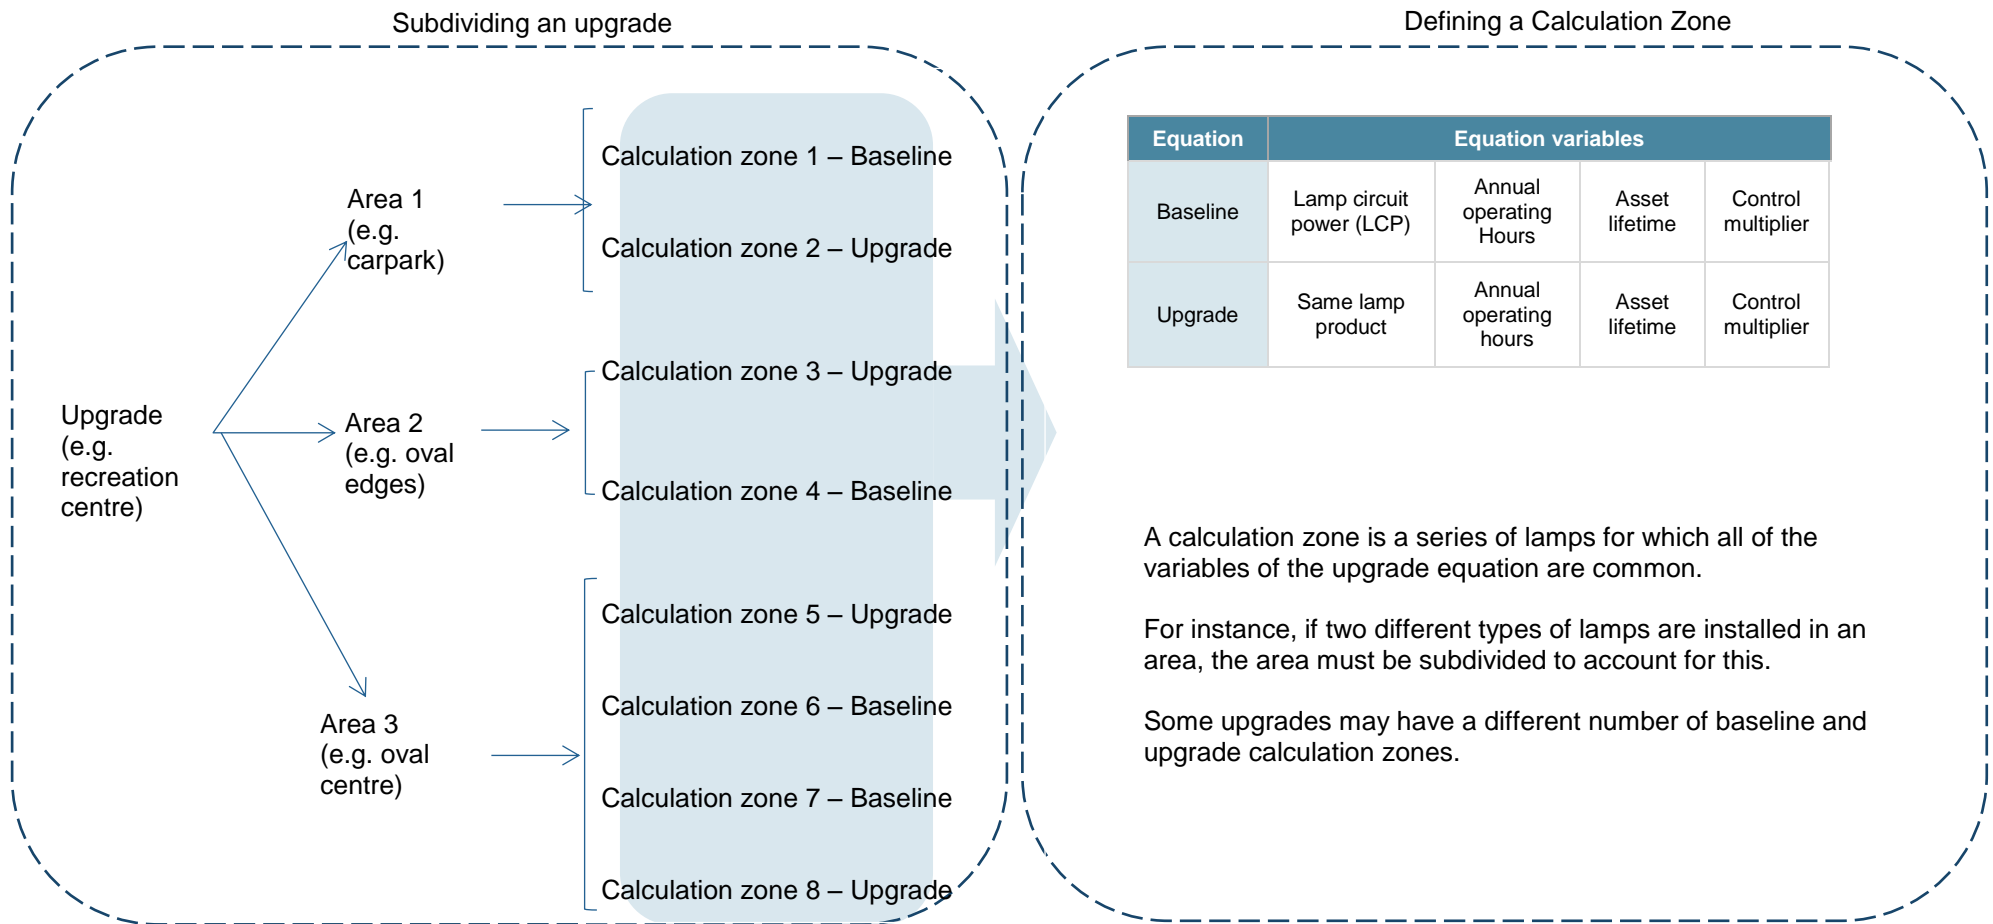 Subdividing an upgrade
Upgrade
(e.g.
recreation
centre)
Area 1
(e.g.
carpark)
Area 2
(e.g. oval
edges)
Area 3
(e.g. oval
centre)
Calculation zone 1 – Baseline
Calculation zone 2 – Upgrade
Calculation zone 3 – Upgrade
Calculation zone 4 – Baseline
Calculation zone 5 – Upgrade
Calculation zone 6 – Baseline
Calculation zone 7 – Baseline
Calculation zone 8 – Upgrade
Defining a Calculation Zone
Equation
Equation variables
Baseline
Lamp circuit
power (LCP)
Annual
operating
Hours
Asset
lifetime
Control
multiplier
Upgrade
Same lamp
product
Annual
operating
hours
Asset
lifetime
Control
multiplier
A calculation zone is a series of lamps for which all of the
variables of the upgrade equation are common.
For instance, if two different types of lamps are installed in an
area, the area must be subdivided to account for this.
Some upgrades may have a different number of baseline and
upgrade calculation zones.